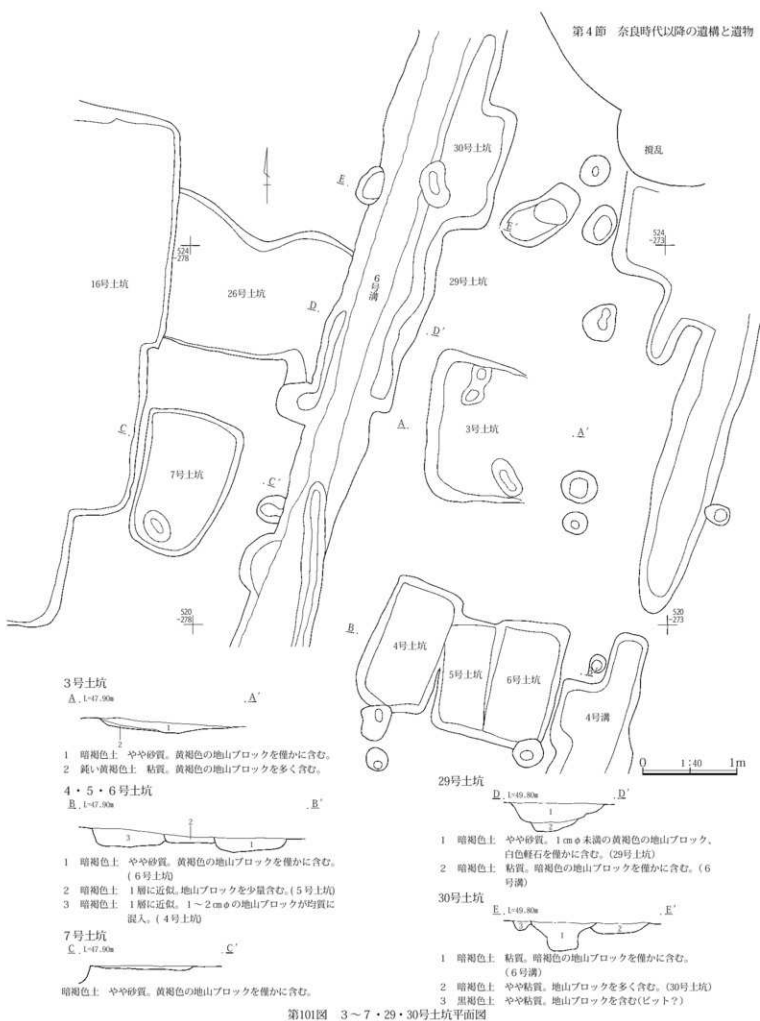 第4節　奈良時代以降の遺構と遺物
攪乱
30号土坑
E
E′
524
-278
524
-273
16号土坑
26号土坑
6号溝
29号土坑
D
D′
A
3号土坑
A′
C
7号土坑
C′
520
-278
520
-273
B
4号土坑
5号土坑
6号土坑
B′
4号溝
0　1:40　1m
3号土坑
A　L=47.90m　A′
1
2
1　暗褐色土　やや砂質。黄褐色の地山ブロックを僅かに含む。
2　鈍い黄褐色土　粘質。黄褐色の地山ブロックを多く含む。
4・5・6号土坑
B　L=47.90m　B′
2
3　1
1　暗褐色土　やや砂質。黄褐色の地山ブロックを僅かに含む。
(6号土坑)
2　暗褐色土　1層に近似。地山ブロックを少量含む。(5号土坑)
3　暗褐色土　1層に近似。1～2㎝φの地山ブロックが均質に
混入。(4号土坑)
7号土坑
C　L=47.90m　C′
暗褐色土　やや砂質。黄褐色の地山ブロックを僅かに含む。
29号土坑
D　L=49.80m　D′
1
2
1　暗褐色土　やや砂質。1㎝φ未満の黄褐色の地山ブロック、
白色軽石を僅かに含む。(29号土坑)
2　暗褐色土　粘質。暗褐色の地山ブロックを僅かに含む。(6
号溝)
30号土坑
E　L=49.80m　E′
3　1　2
1　暗褐色土　粘質。暗褐色の地山ブロックを僅かに含む。
(6号溝)
2　暗褐色土　やや粘質。地山ブロックを多く含む。(30号土坑)
3　黒褐色土　やや粘質。地山ブロックを含む(ピット？)
第101図　3～7・29・30号土坑平面図